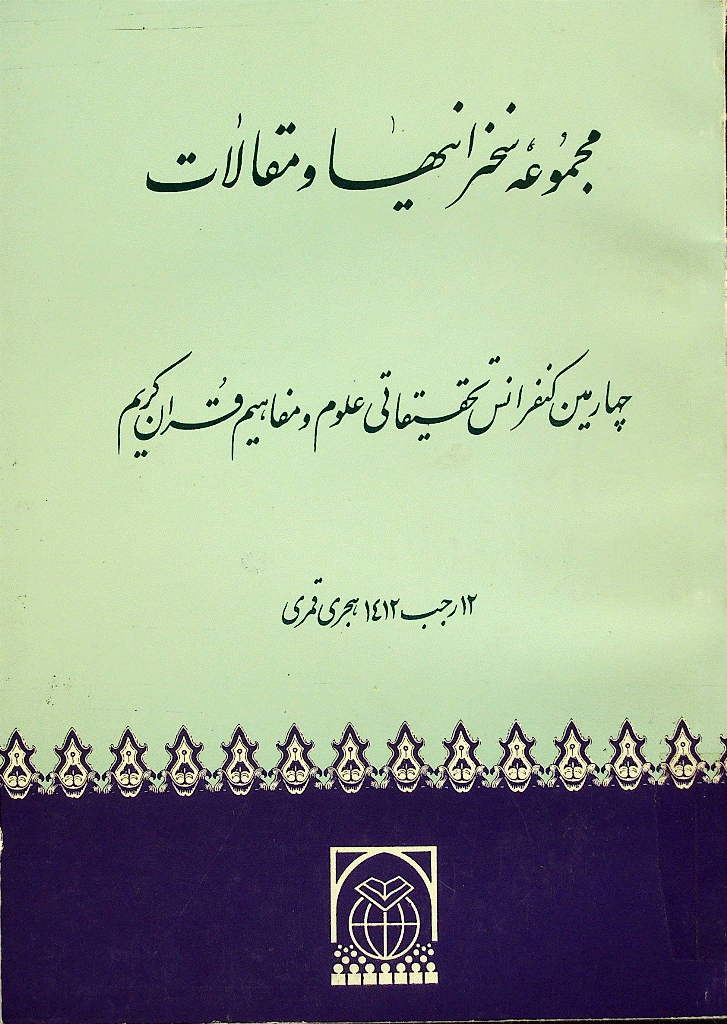 مجموعهٔ سخنرانیها و مقالات
چهارمین کنفرانس تحقیقاتی علوم و مفاهیم قرآن کریم
۱۲ رجب ۱۴۱۲ هجری قمری